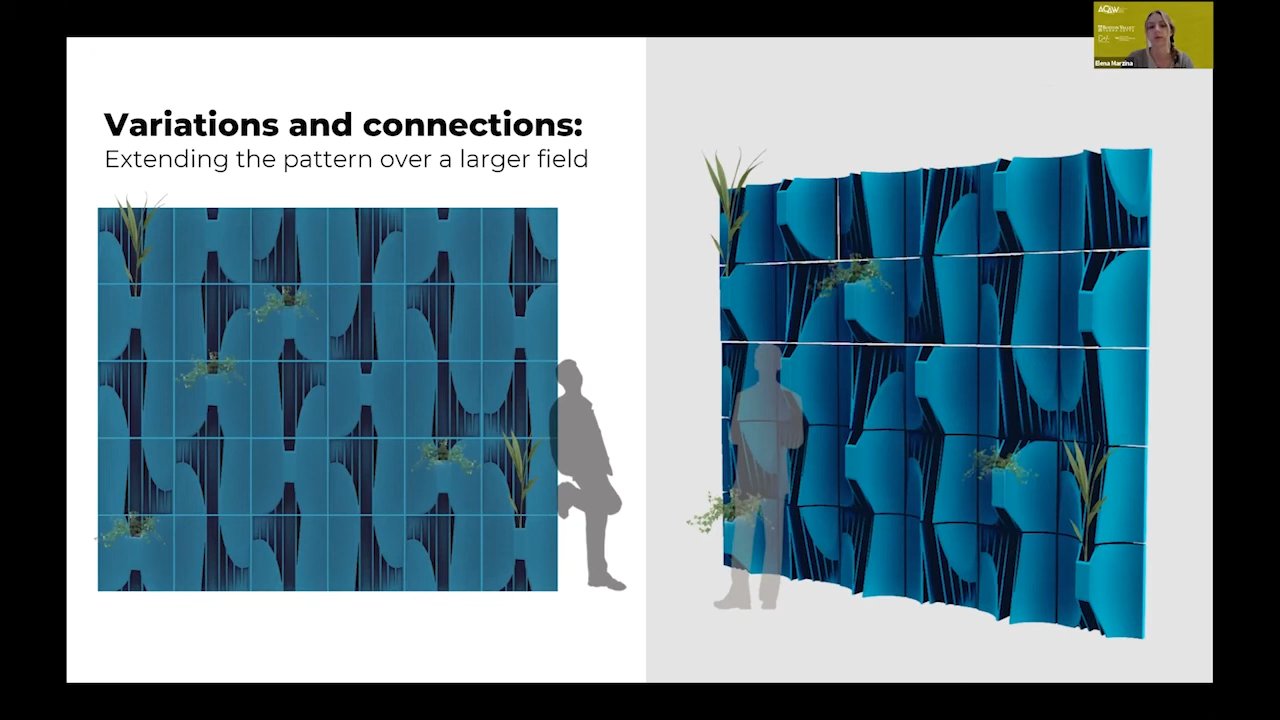 Variations and connections:
Extending the pattern over a larger field
Elena Marzina